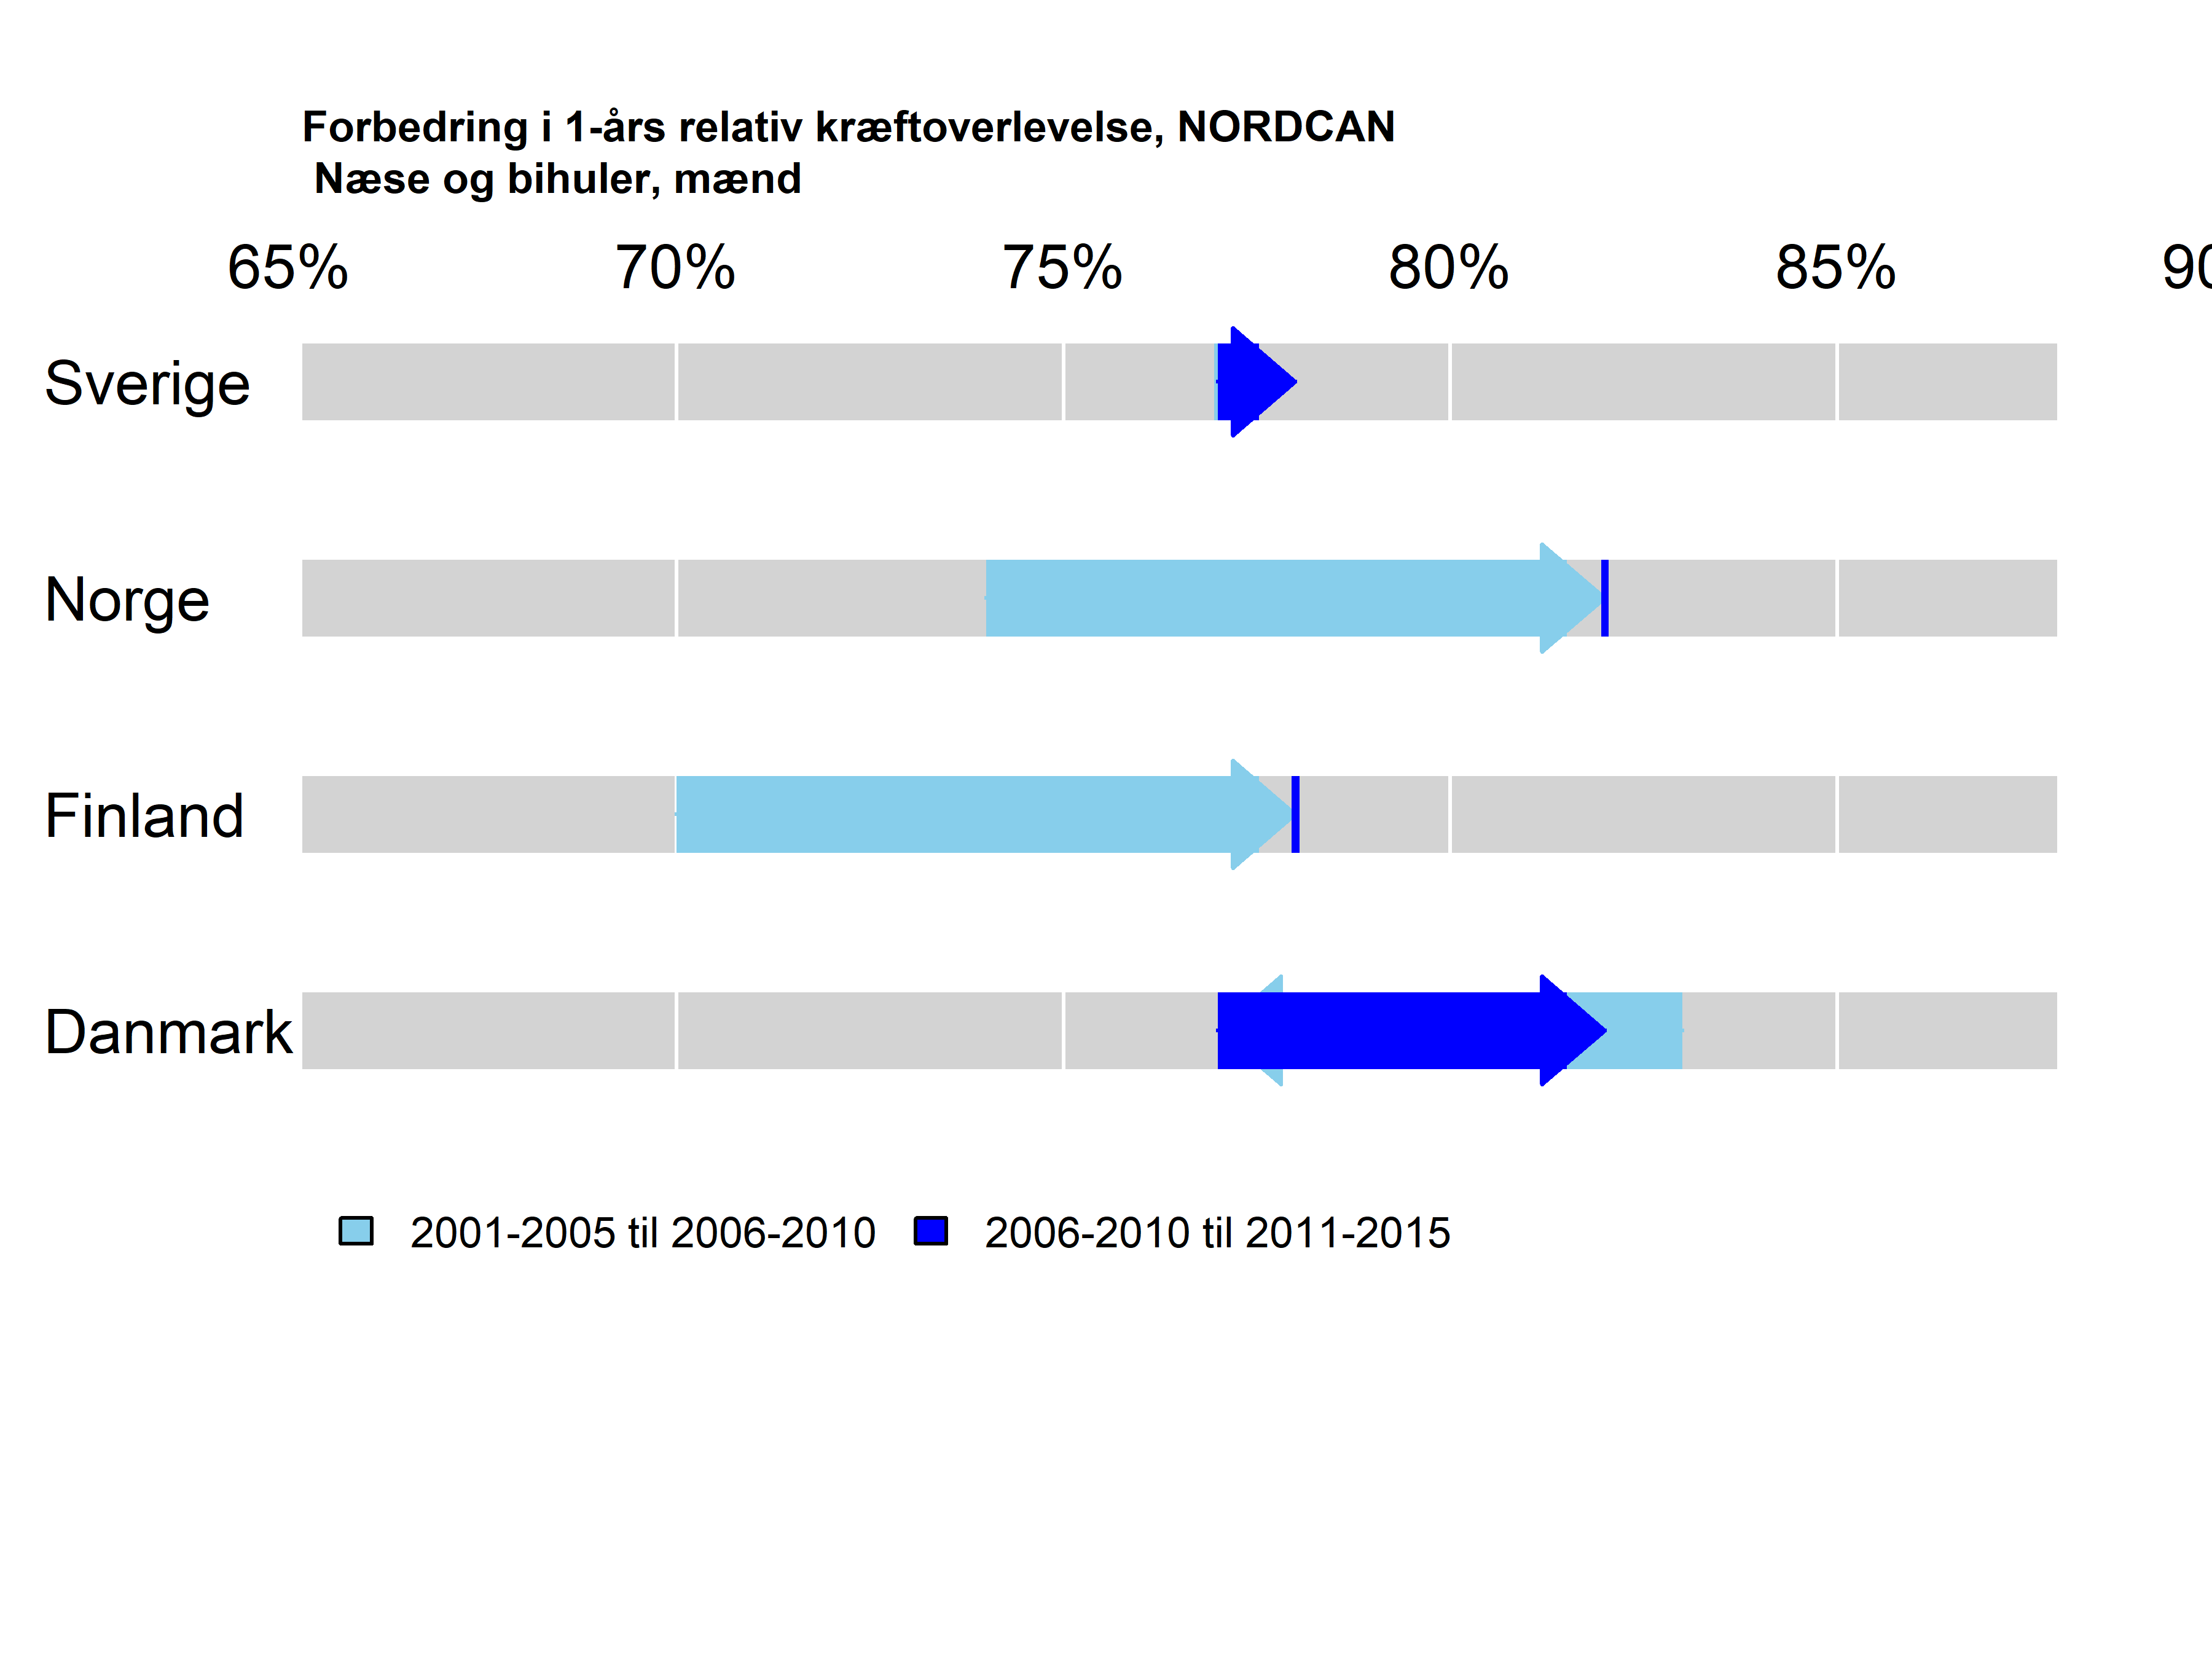 Forbedring i 1-års relativ kræftoverlevelse, NORDCAN
Næse og bihuler, mænd
65% 70% 75% 80% 85% 90
Sverige
Norge
Finland
Danmark
2001-2005 til 2006-2010 2006-2010 til 2011-2015